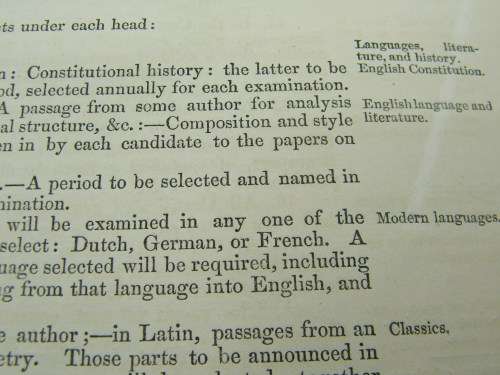 ts under each head:
Languages, litera-
ture, and history.
English Constitution.
n: Constitutional history: the latter to be
od, selected annually for each examination.
A passage from some author for analysis
al structure, &c.:—Composition and style
en in by each candidate to the papers on
English language and
literature.
.—A period to be selected and named in
mination.
will be examined in any one of the
select: Dutch, German, or French. A
uage selected will be required, including
ng from that language into English, and
Modern languages.
e author;—in Latin, passages from an
etry. Those parts to be announced in
Classics.
together